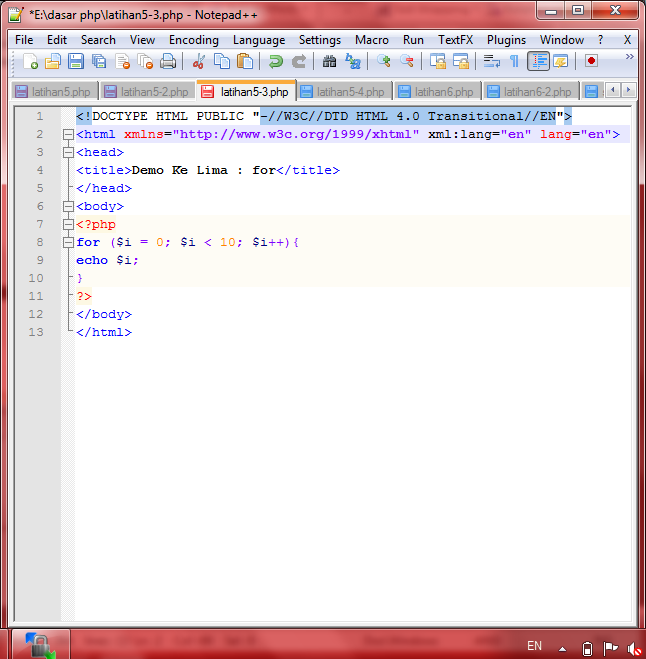 *E:\dasar php\latihan5-3.php - Notepad++
File Edit Search View Encoding Language Settings Macro Run TextFX Plugins Window ? X
latihan5.php latihan5-2.php latihan5-3.php latihan5-4.php latihan6.php latihan6-2.php
1 <!DOCTYPE HTML PUBLIC "-//W3C//DTD HTML 4.0 Transitional//EN">
2 <html xmlns="http://www.w3c.org/1999/xhtml" xml:lang="en" lang="en">
3 <head>
4 <title>Demo Ke Lima : for</title>
5 </head>
6 <body>
7 <?php
8 for ($i = 0; $i < 10; $i++){
9 echo $i;
10 }
11 ?>
12 </body>
13 </html>
EN